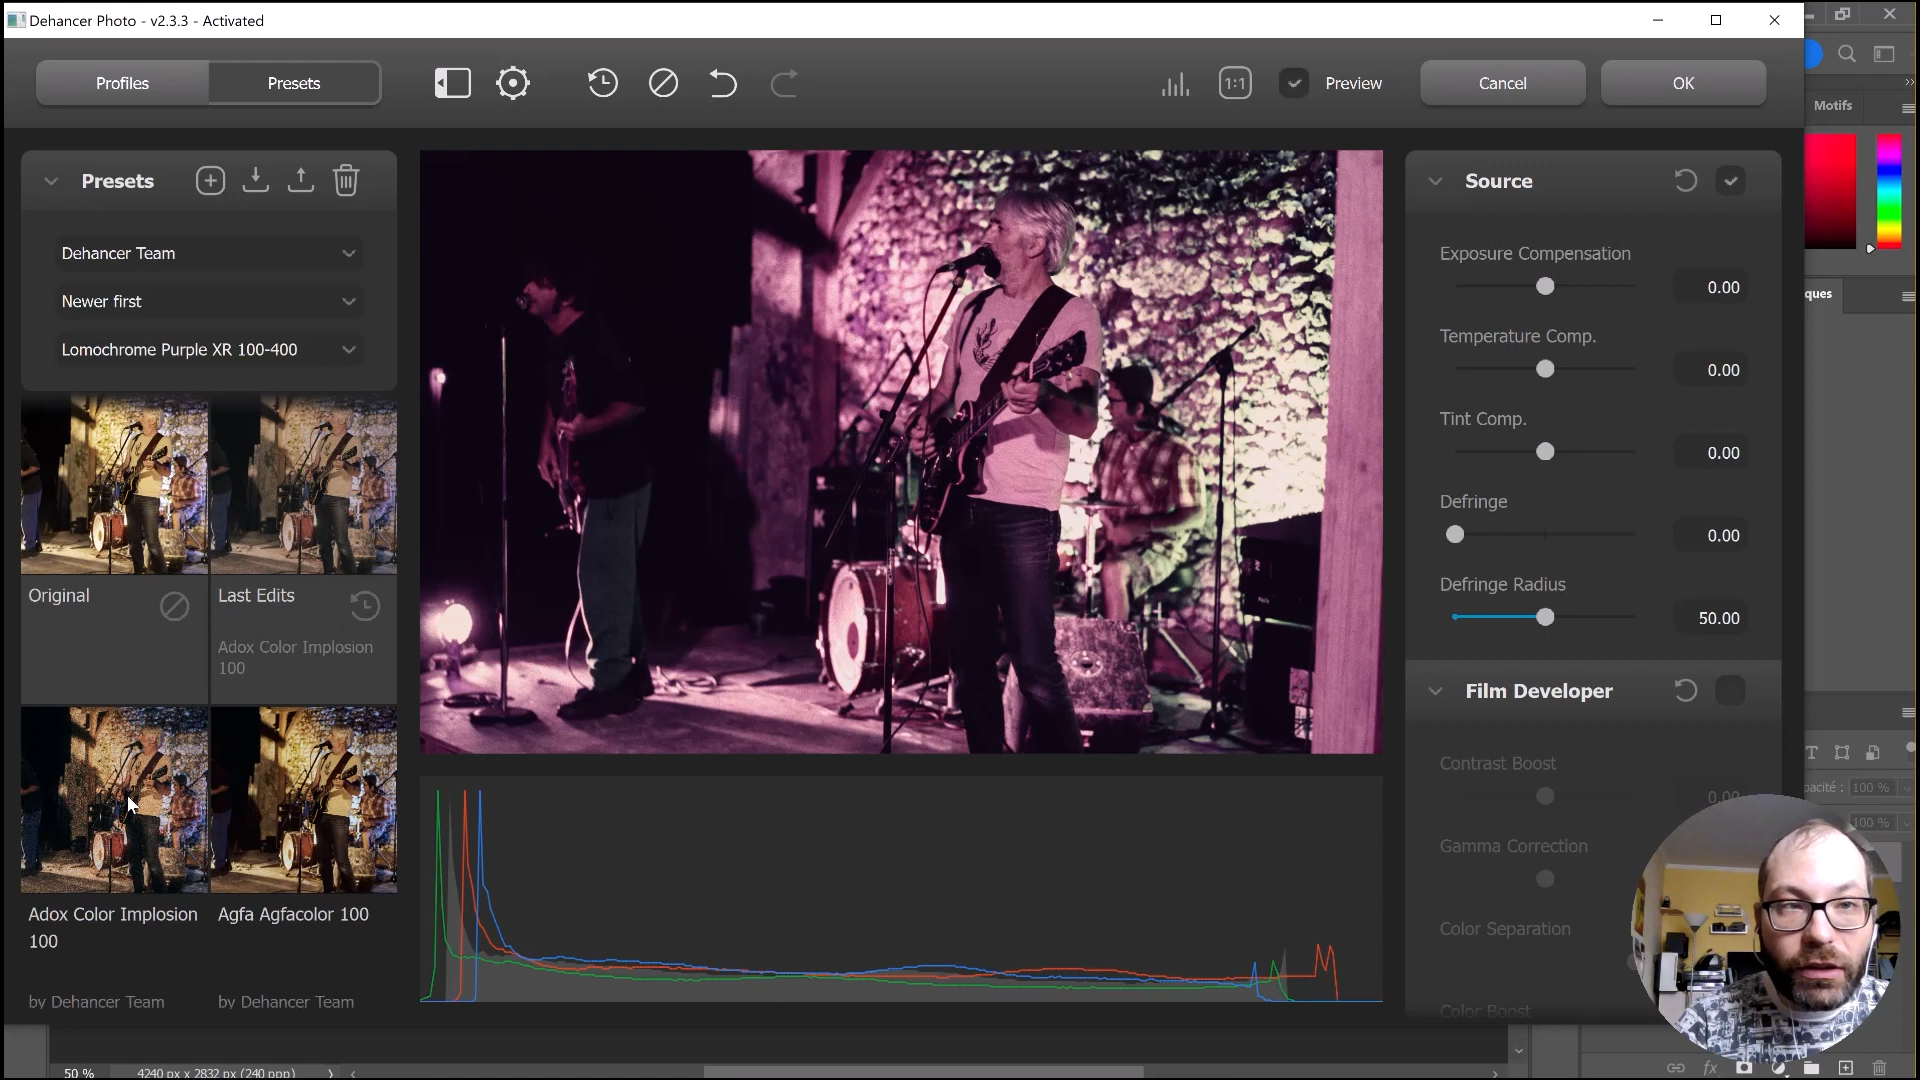 Dehancer Photo - v2.3.3 - Activated
Profiles
Presets
1:1
Preview
Cancel
OK
Motifs
Presets
Dehancer Team
Newer first
Lomochrome Purple XR 100-400
Original
Last Edits
Adox Color Implosion
100
Adox Color Implosion
100
Agfa Agfacolor 100
by Dehancer Team
by Dehancer Team
Source
Exposure Compensation
0.00
Temperature Comp.
0.00
Tint Comp.
0.00
Defringe
0.00
Defringe Radius
50.00
Film Developer
Contrast Boost
0.00
Gamma Correction
Color Separation
Color Boost
ques
T
pacité : 100 %
100 %
fx
50 %
4240 px x 2832 px (240 ppp)